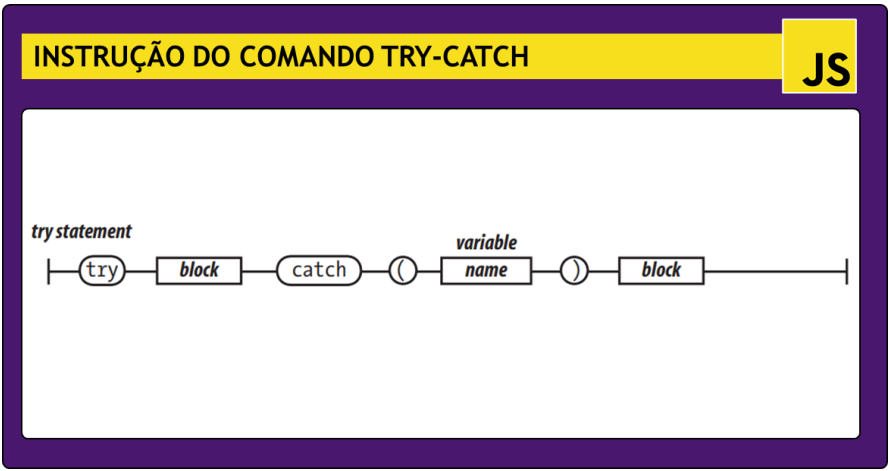 INSTRUÇÃO DO COMANDO TRY-CATCH
JS
try statement
variable
try block catch ( name ) block